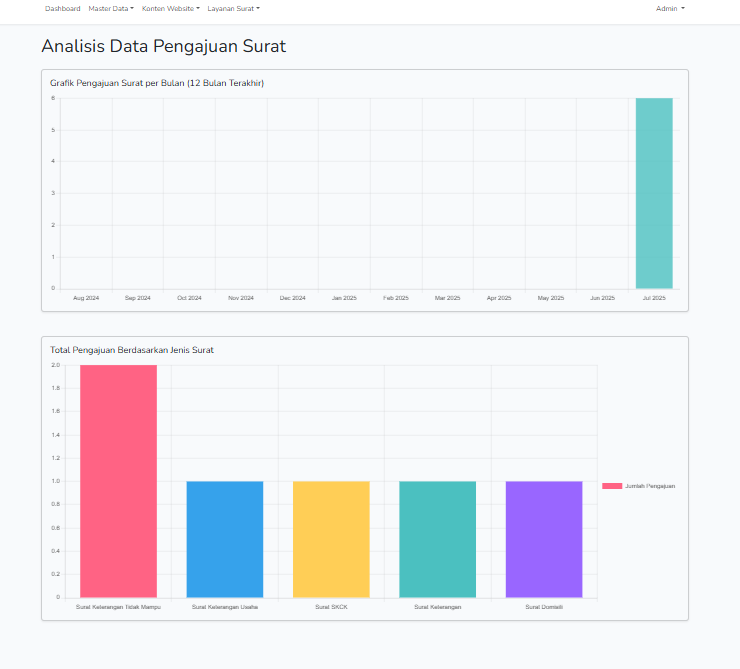 Dashboard Master Data Konten Website Layanan Surat Admin
Analisis Data Pengajuan Surat
Grafik Pengajuan Surat per Bulan (12 Bulan Terakhir)
6
5
4
3
2
1
0
Aug 2024 Sep 2024 Oct 2024 Nov 2024 Dec 2024 Jan 2025 Feb 2025 Mar 2025 Apr 2025 May 2025 Jun 2025 Jul 2025
Total Pengajuan Berdasarkan Jenis Surat
2.0
1.8
1.6
1.4
1.2
1.0
0.8
0.6
0.4
0.2
0
Jumlah Pengajuan
Surat Keterangan Tidak Mampu Surat Keterangan Usaha Surat SKCK Surat Keterangan Surat Domisili